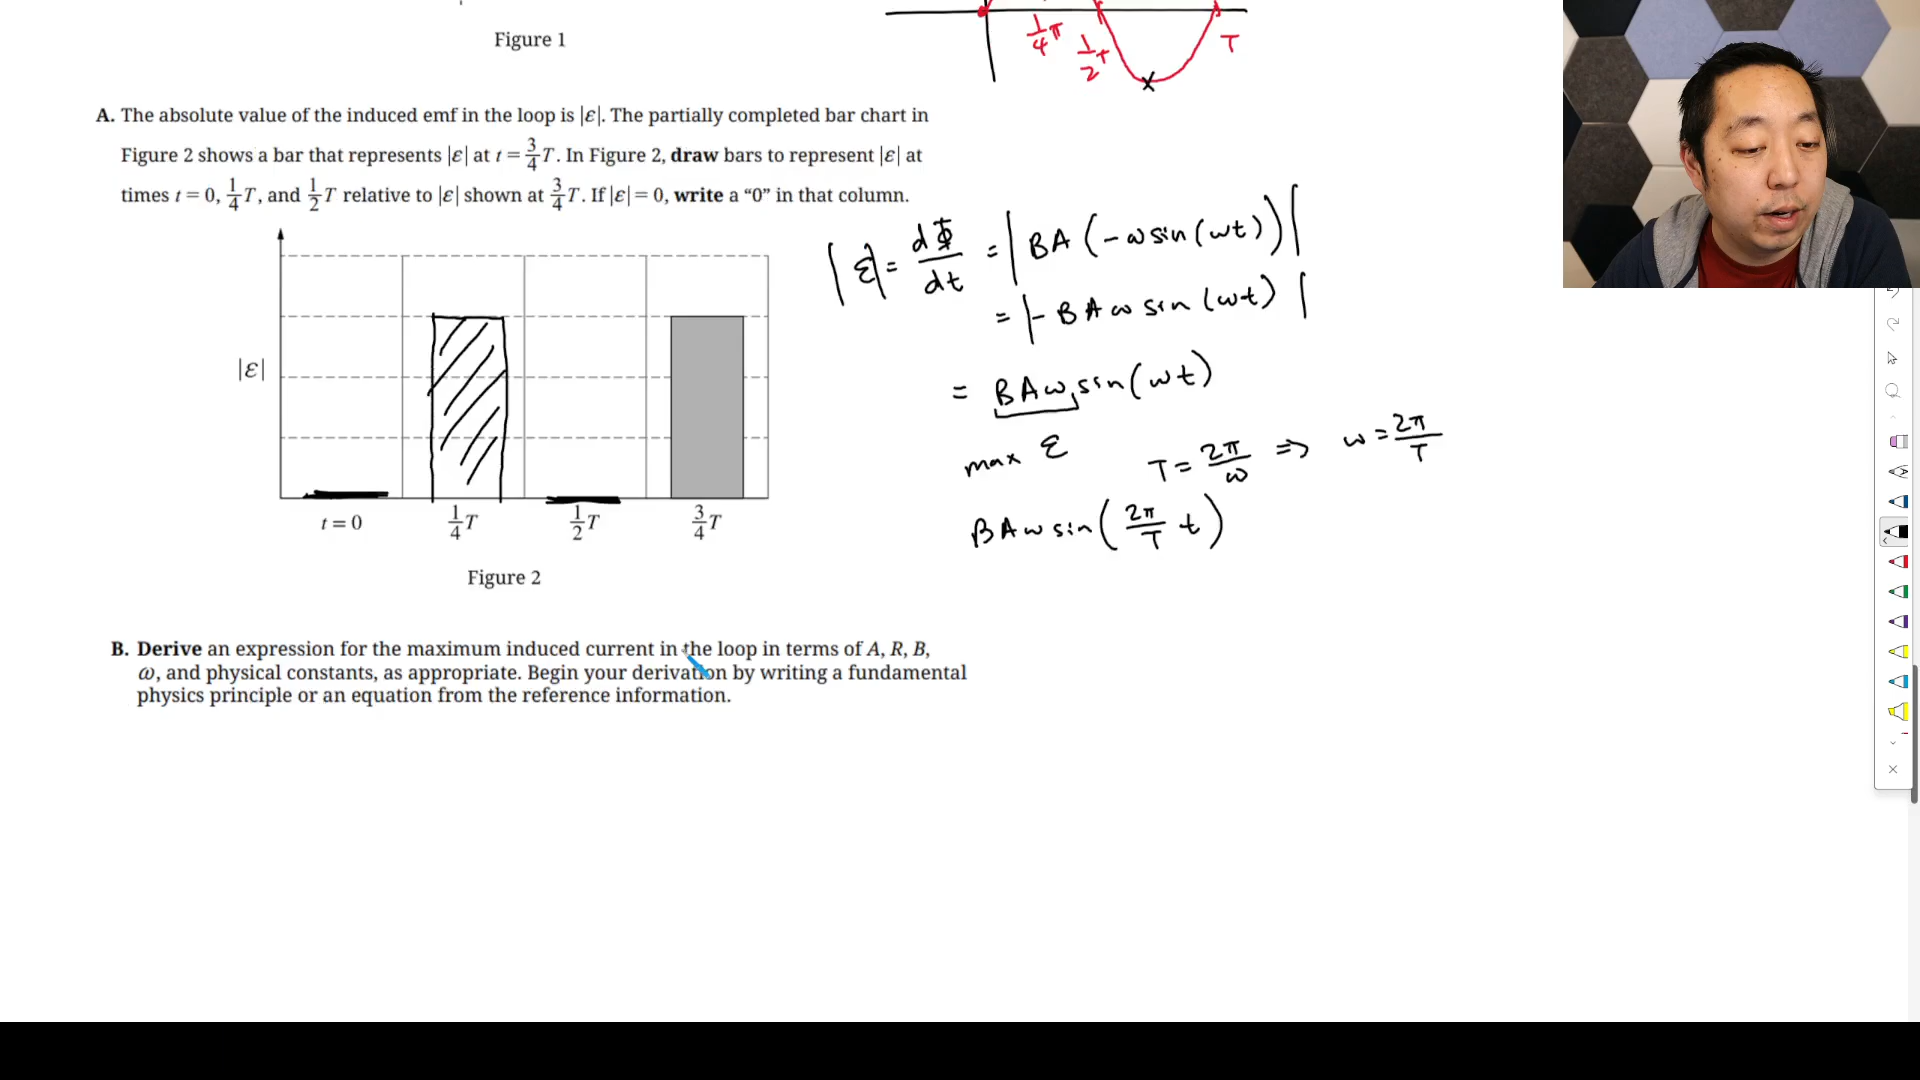 1/4 π
1/2 T
T
Figure 1
A. The absolute value of the induced emf in the loop is |ε|. The partially completed bar chart in
Figure 2 shows a bar that represents |ε| at t = 3/4 T. In Figure 2, draw bars to represent |ε| at
times t = 0, 1/4 T, and 1/2 T relative to |ε| shown at 3/4 T. If |ε| = 0, write a “0” in that column.
|ε|
t = 0
1/4 T
1/2 T
3/4 T
Figure 2
|ε| = dΦ/dt = |BA(-ω sin(ωt))|
= |-BAω sin(ωt)|
= BAω sin(ωt)
max ε
T = 2π/ω ⇒ ω = 2π/T
BAω sin(2π/T t)
B. Derive an expression for the maximum induced current in the loop in terms of A, R, B,
ω, and physical constants, as appropriate. Begin your derivation by writing a fundamental
physics principle or an equation from the reference information.